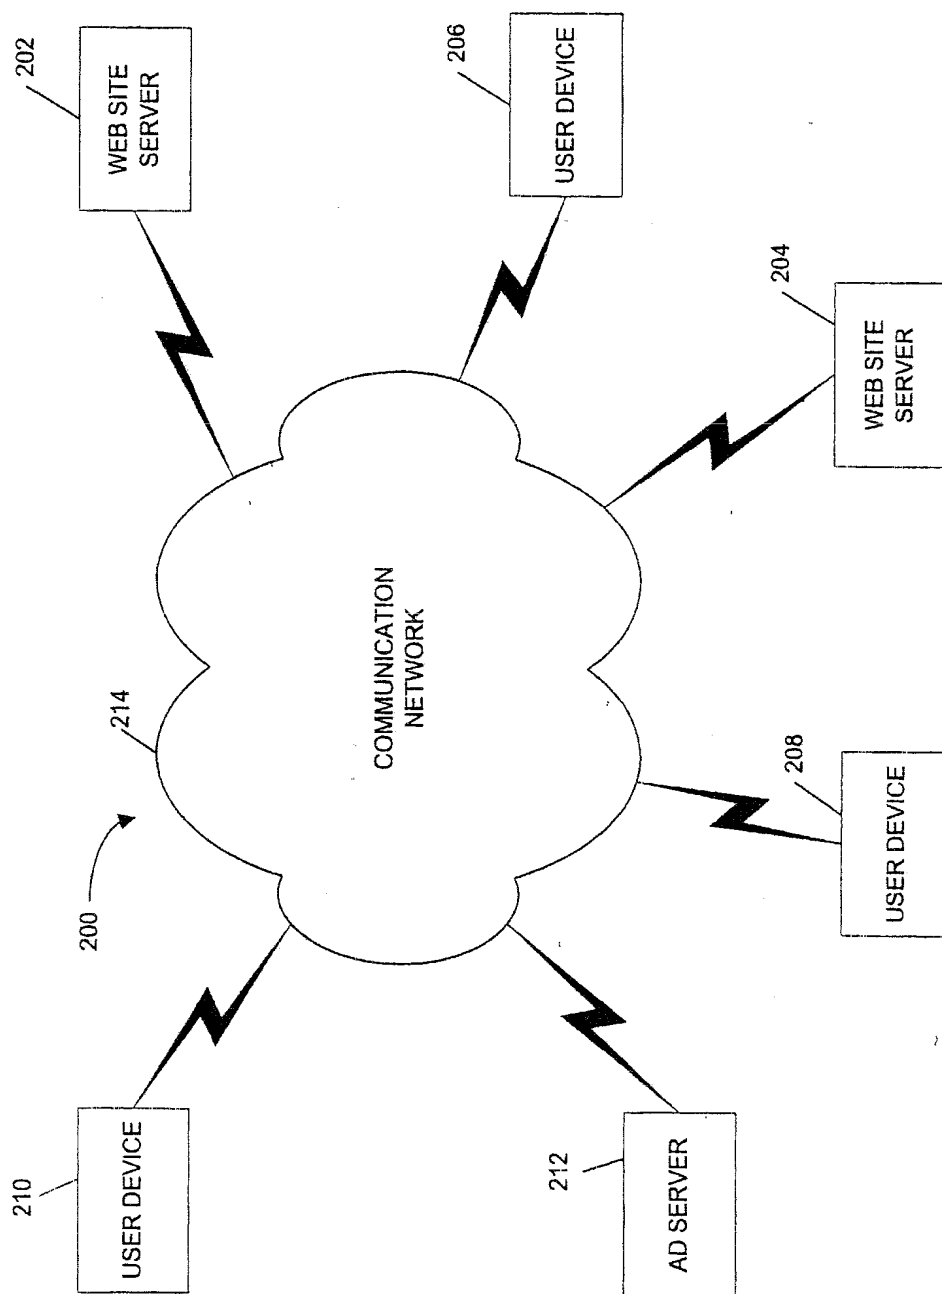 210
USER DEVICE
200
214
202
WEB SITE
SERVER
COMMUNICATION
NETWORK
206
USER DEVICE
212
AD SERVER
208
USER DEVICE
204
WEB SITE
SERVER